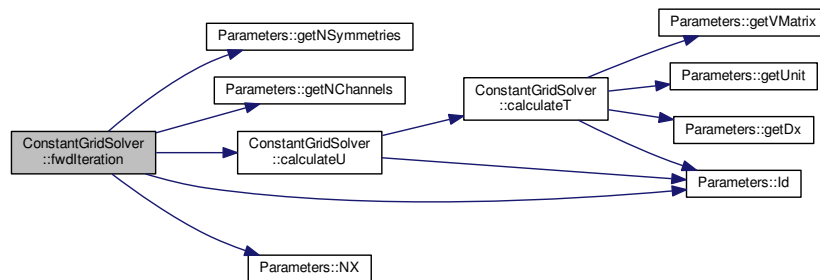 Parameters::getVMatrix
Parameters::getNSymmetries
Parameters::getUnit
Parameters::getNChannels
ConstantGridSolver
::calculateT
Parameters::getDx
ConstantGridSolver
::fwdIteration
ConstantGridSolver
::calculateU
Parameters::Id
Parameters::NX